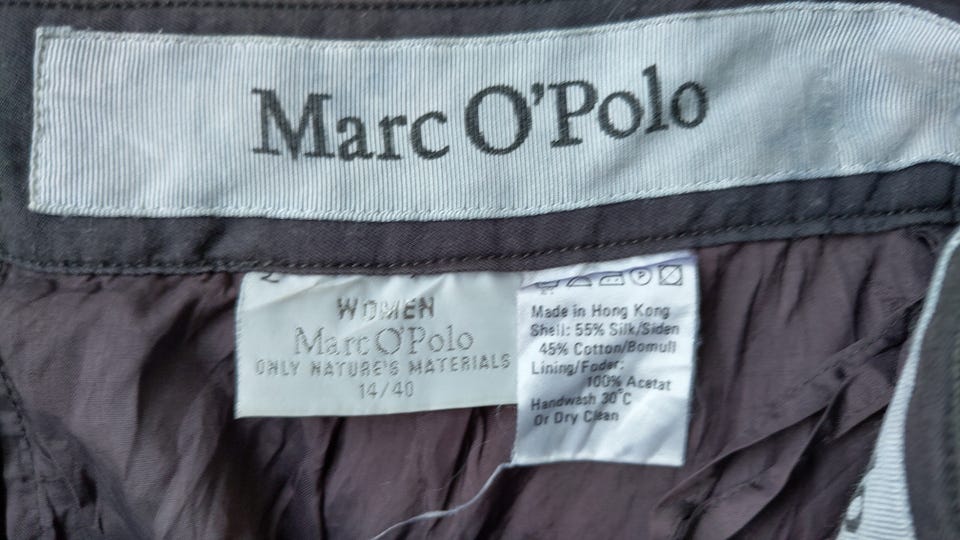 Marc O'Polo
WOMEN
Marc O'Polo
ONLY NATURE'S MATERIALS
14/40
Made in Hong Kong
Shell: 55% Silk/Siden
45% Cotton/Bomull
Lining/Foder:
100% Acetat
Handwash 30°C
Or Dry Clean